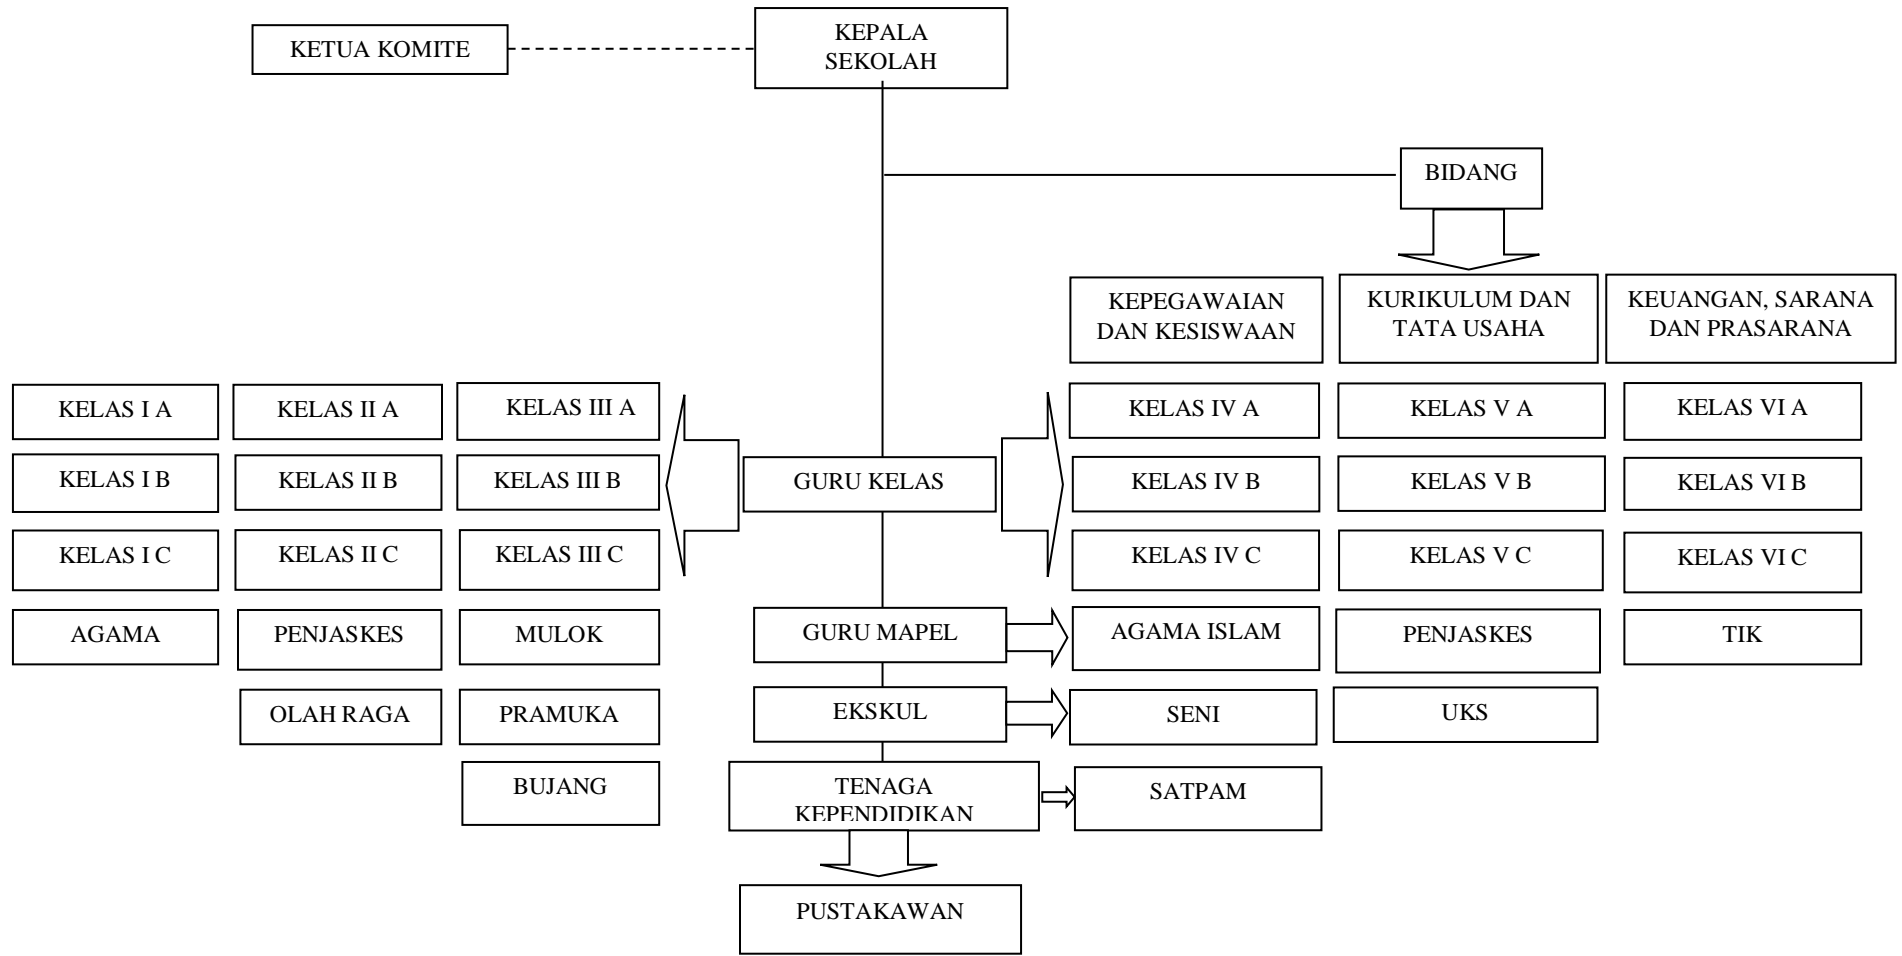 KETUA KOMITE
KEPALA
SEKOLAH
BIDANG
KEPEGAWAIAN
DAN KESISWAAN
KURIKULUM DAN
TATA USAHA
KEUANGAN, SARANA
DAN PRASARANA
KELAS I A
KELAS II A
KELAS III A
KELAS IV A
KELAS V A
KELAS VI A
KELAS I B
KELAS II B
KELAS III B
GURU KELAS
KELAS IV B
KELAS V B
KELAS VI B
KELAS I C
KELAS II C
KELAS III C
KELAS IV C
KELAS V C
KELAS VI C
AGAMA
PENJASKES
MULOK
GURU MAPEL
AGAMA ISLAM
PENJASKES
TIK
OLAH RAGA
PRAMUKA
EKSKUL
SENI
UKS
BUJANG
TENAGA
KEPENDIDIKAN
SATPAM
PUSTAKAWAN